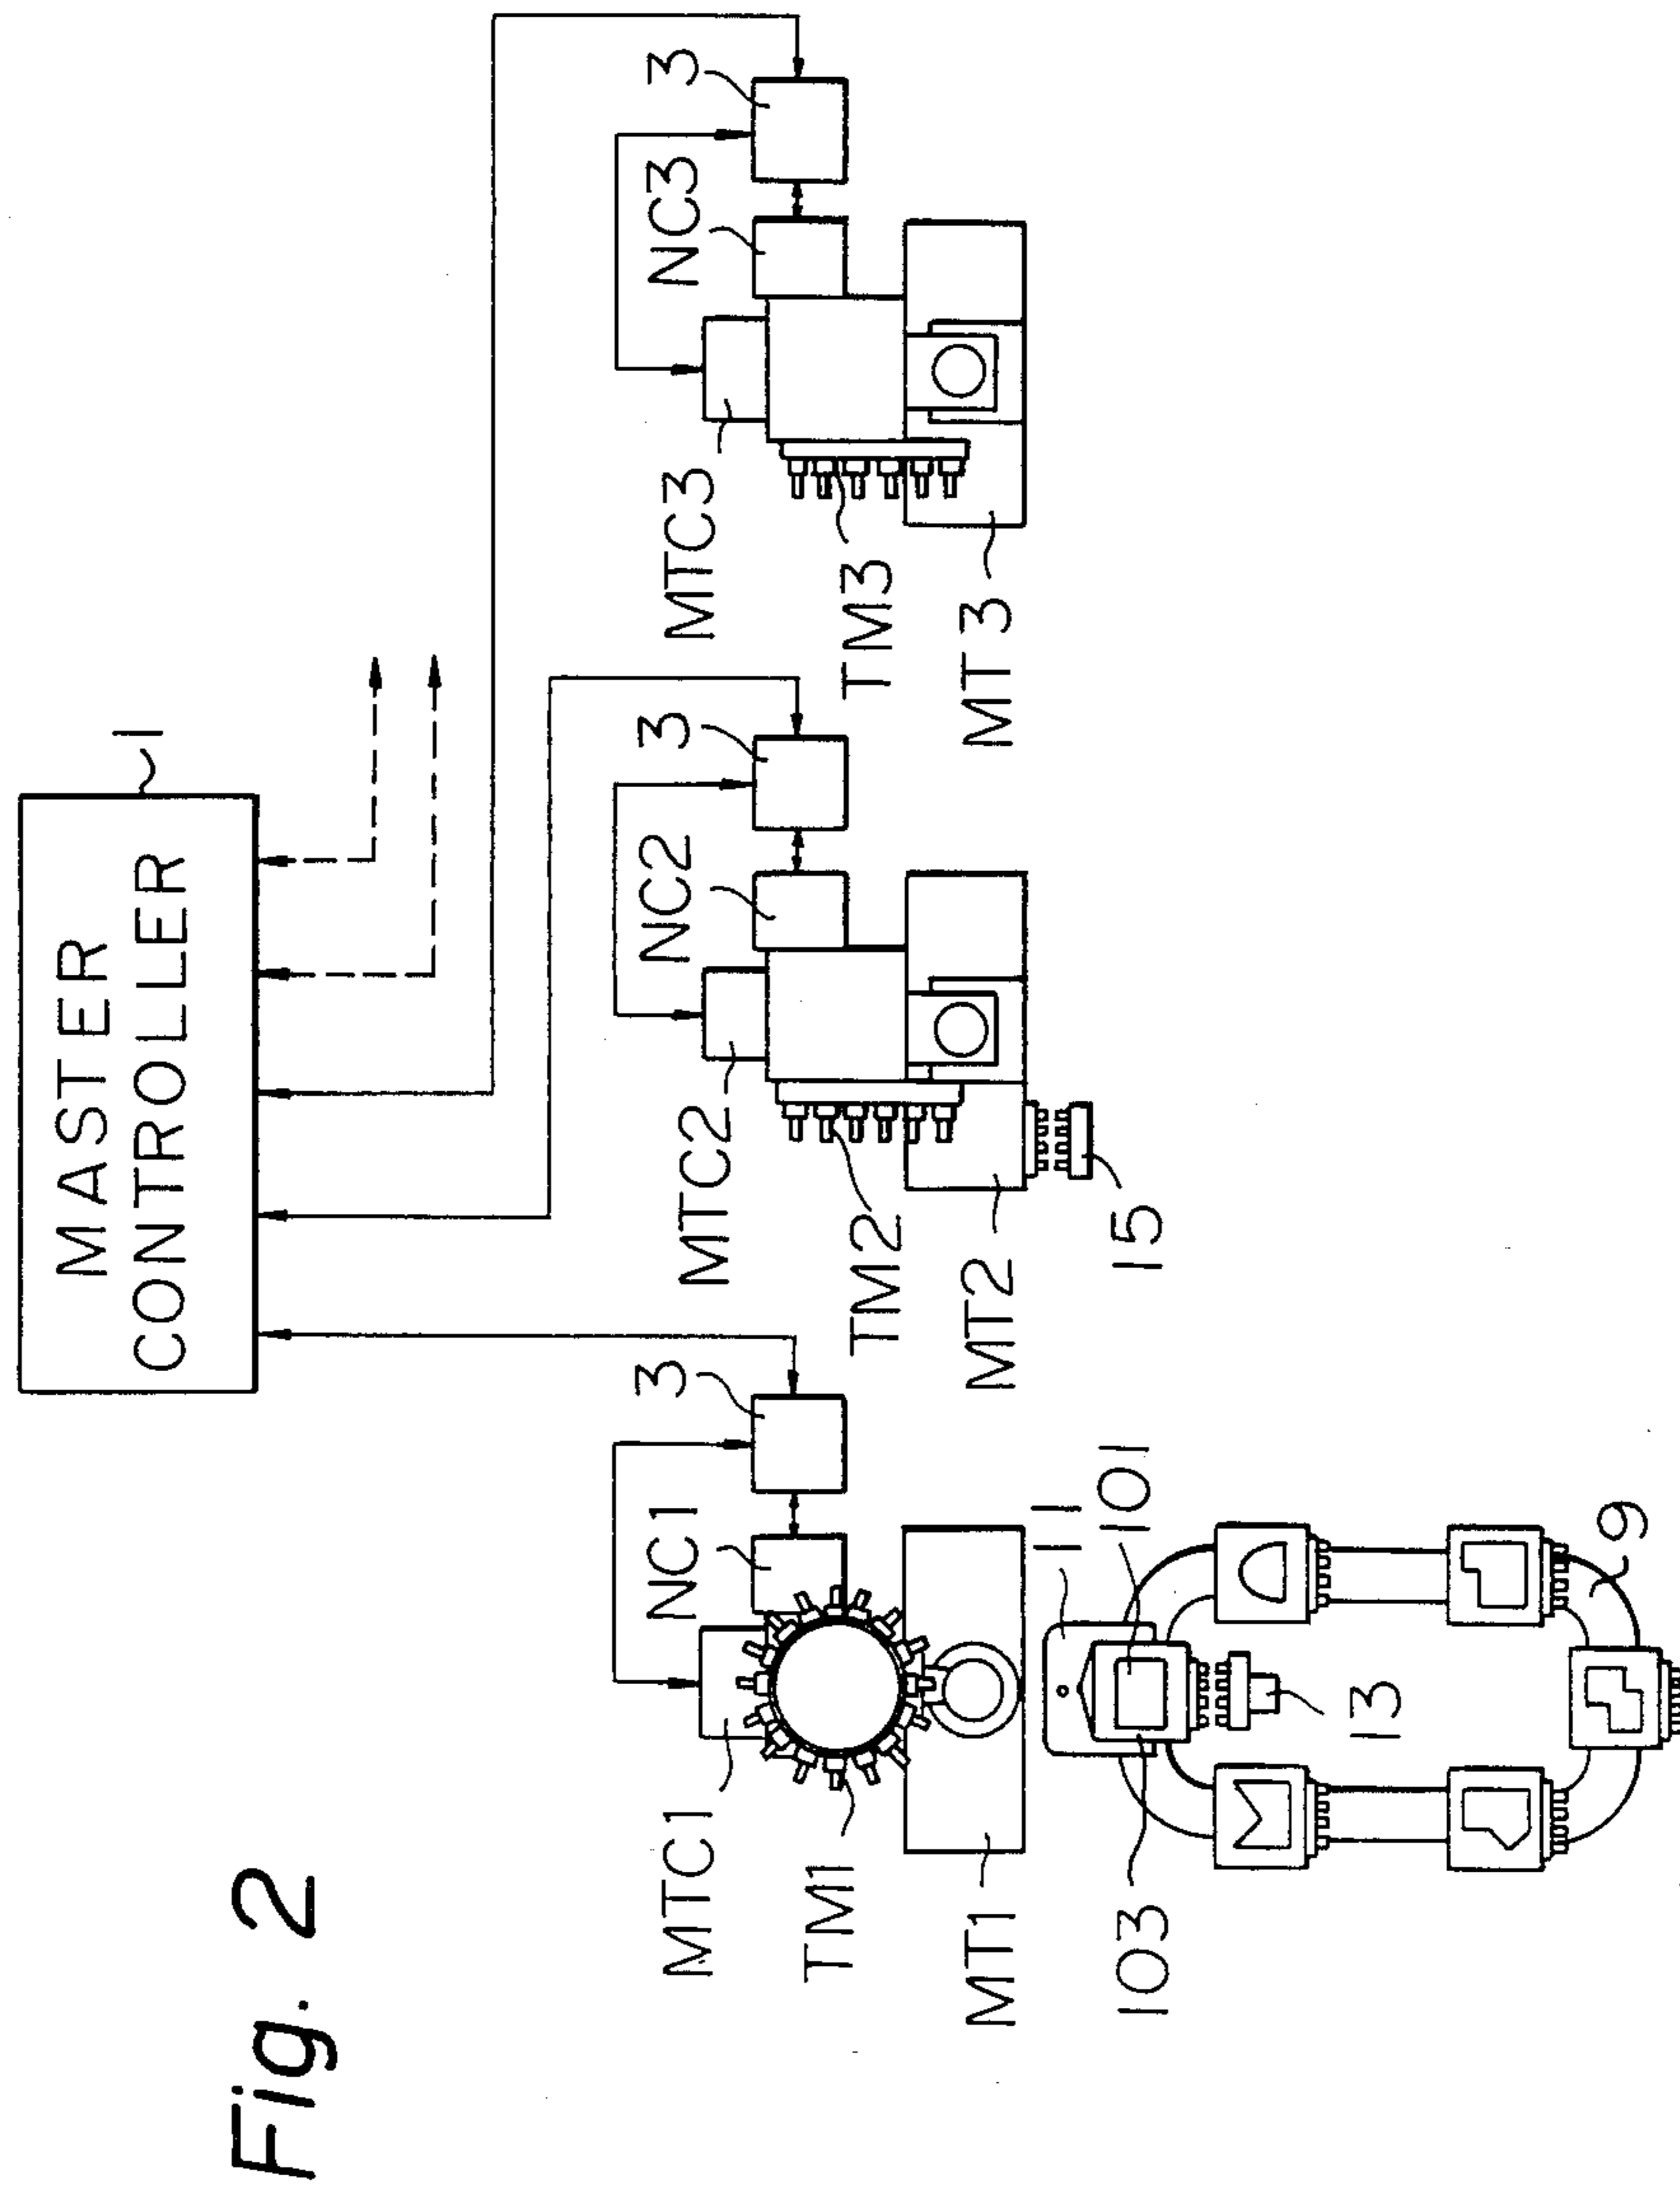 Fig. 2
MASTER
CONTROLLER
1
3
3
3
NC1
NC2
NC3
MTC1
MTC2
MTC3
TM1
TM2
TM3
MT1
MT2
MT3
11
101
103
13
15
9